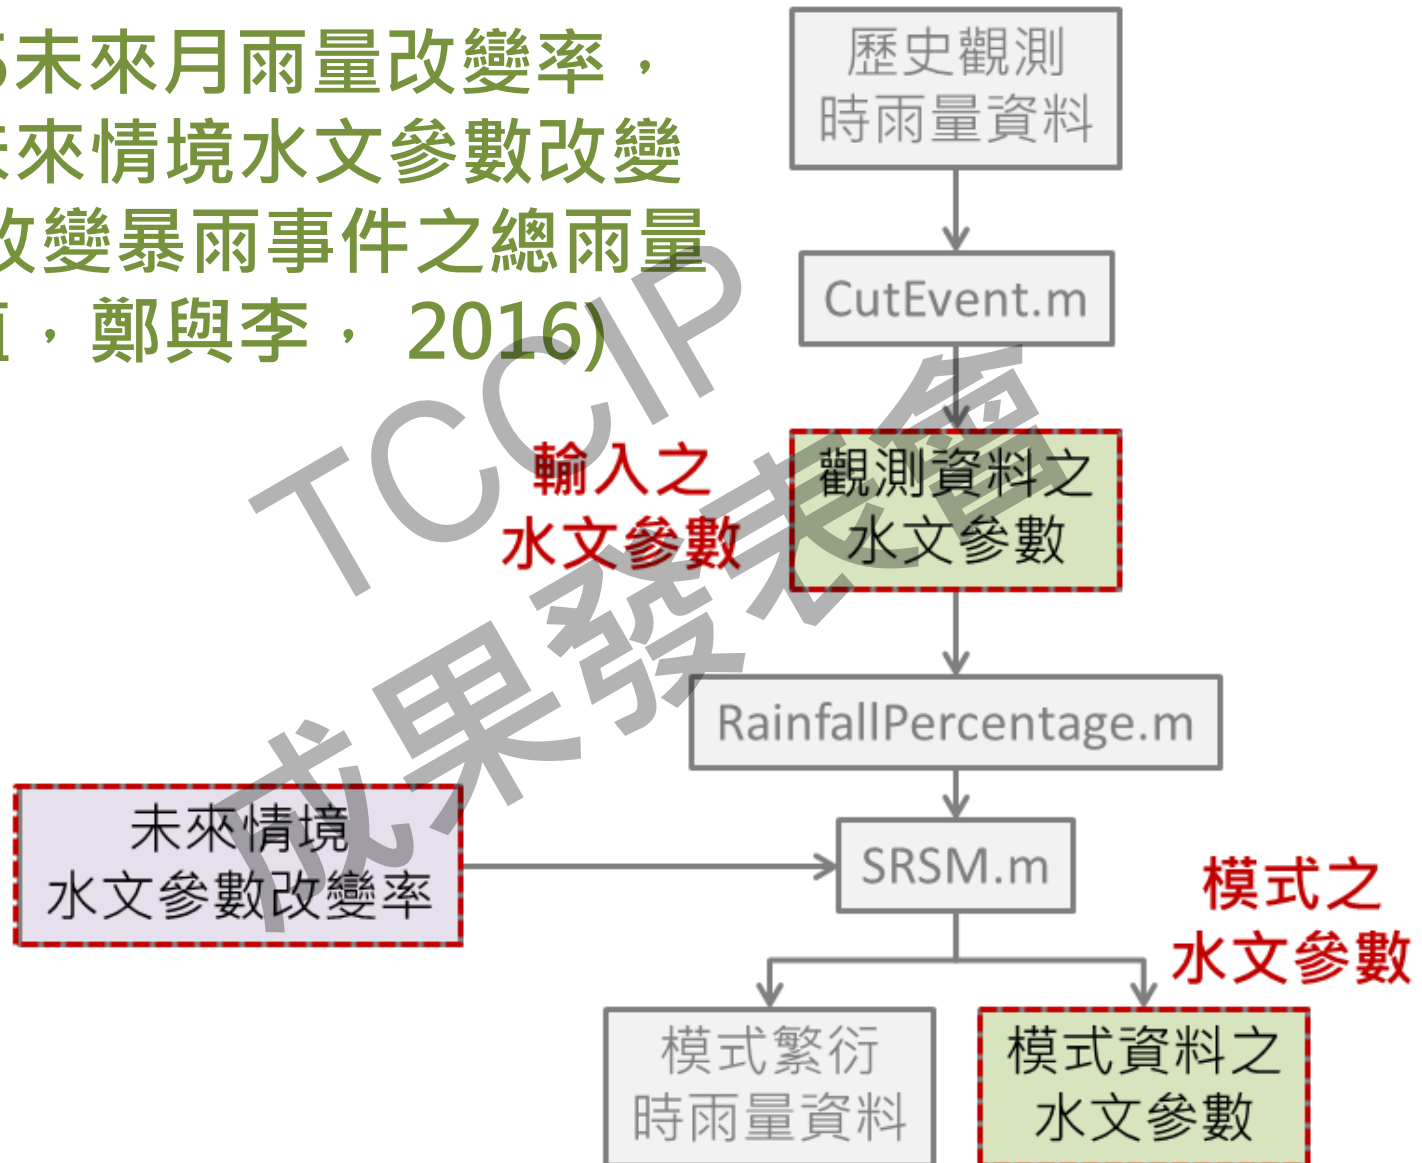 5未來月雨量改變率，
未來情境水文參數改變
改變暴雨事件之總雨量
值，鄭與李， 2016)
歷史觀測
時雨量資料
CutEvent.m
輸入之
水文參數
觀測資料之
水文參數
RainfallPercentage.m
未來情境
水文參數改變率
SRSM.m
模式之
水文參數
模式繁衍
時雨量資料
模式資料之
水文參數
TCCIP
成果發表會